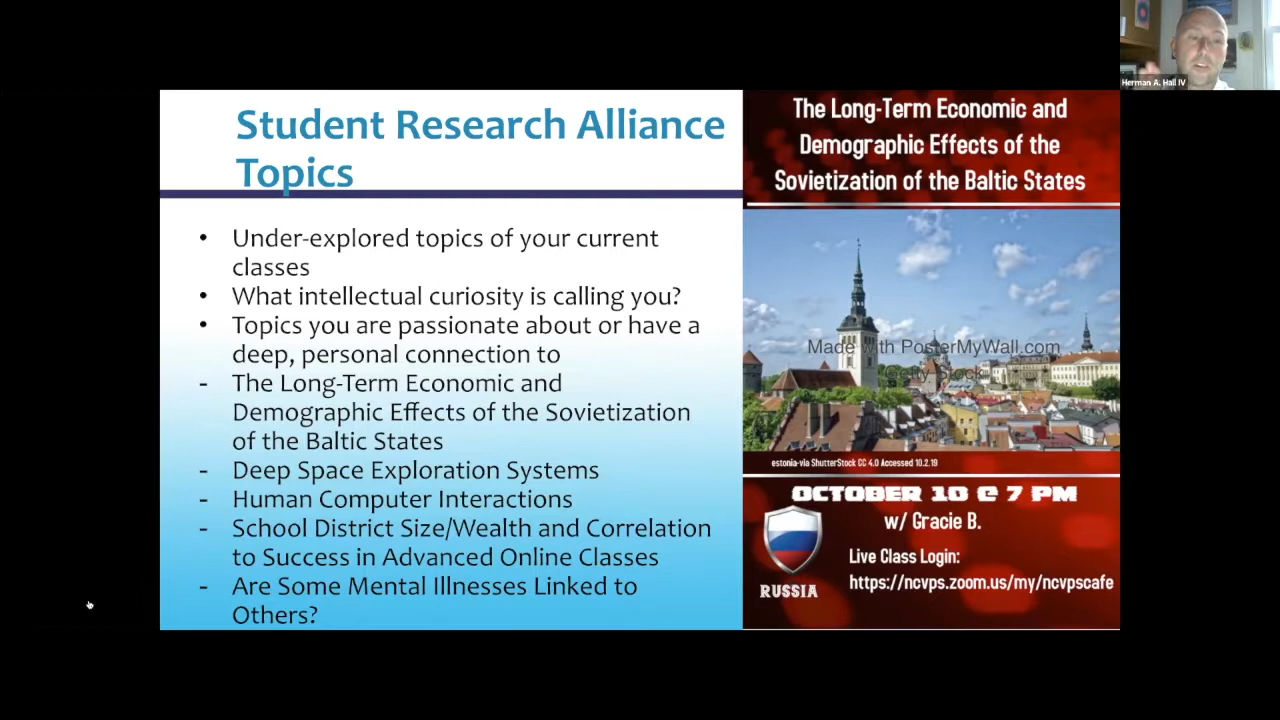 Herman A. Hall IV
Student Research Alliance
Topics
• Under-explored topics of your current
classes
• What intellectual curiosity is calling you?
• Topics you are passionate about or have a
deep, personal connection to
- The Long-Term Economic and
Demographic Effects of the Sovietization
of the Baltic States
- Deep Space Exploration Systems
- Human Computer Interactions
- School District Size/Wealth and Correlation
to Success in Advanced Online Classes
- Are Some Mental Illnesses Linked to
Others?
The Long-Term Economic and
Demographic Effects of the
Sovietization of the Baltic States
Made with PosterMyWall.com
Getty Stock
estonia-via ShutterStock CC 4.0 Accessed 10.2.19
OCTOBER 10 @ 7 PM
w/ Gracie B.
Live Class Login:
https://ncvps.zoom.us/my/ncvpscafe
RUSSIA